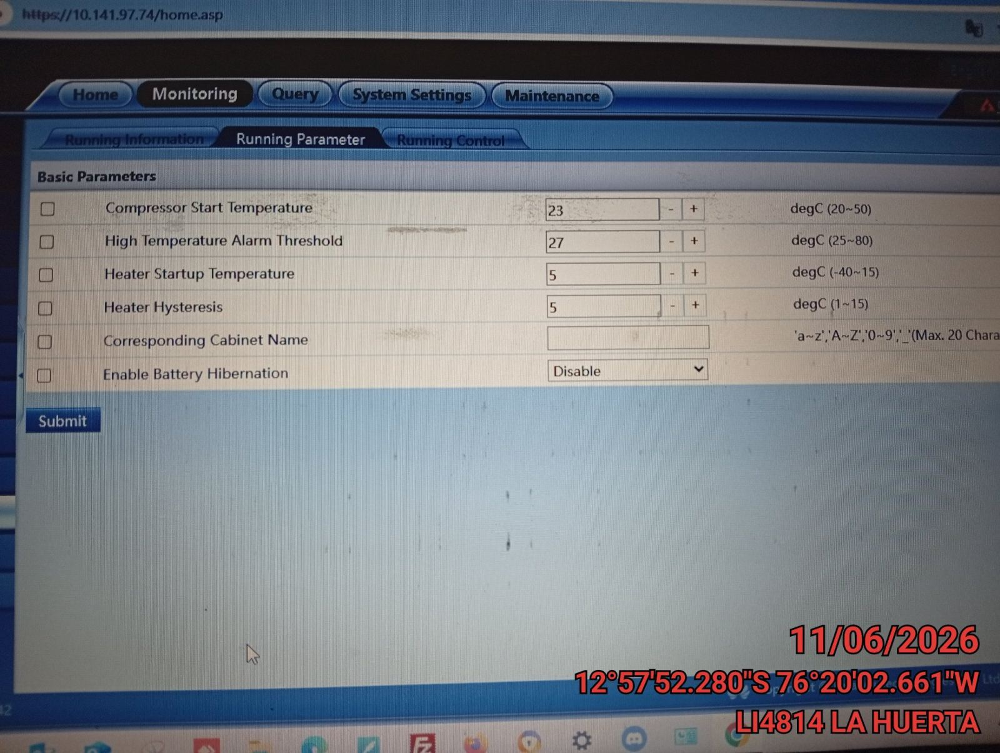 https://10.141.97.74/home.asp
Home Monitoring Query System Settings Maintenance
Running Information Running Parameter Running Control
Basic Parameters
Compressor Start Temperature 23 - + degC (20~50)
High Temperature Alarm Threshold 27 - + degC (25~80)
Heater Startup Temperature 5 - + degC (-40~15)
Heater Hysteresis 5 - + degC (1~15)
Corresponding Cabinet Name 'a~z','A~Z','0~9','_'(Max. 20 Chara
Enable Battery Hibernation Disable
Submit
11/06/2026
12°57'52.280"S 76°20'02.661"W
LI4814 LA HUERTA